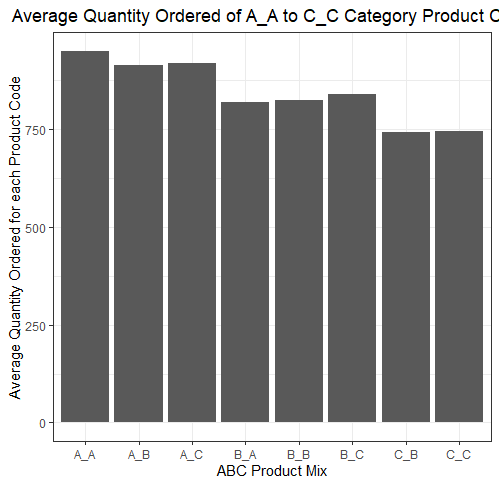 Average Quantity Ordered of A_A to C_C Category Product C
Average Quantity Ordered for each Product Code
750
500
250
0
A_A A_B A_C B_A B_B B_C C_B C_C
ABC Product Mix